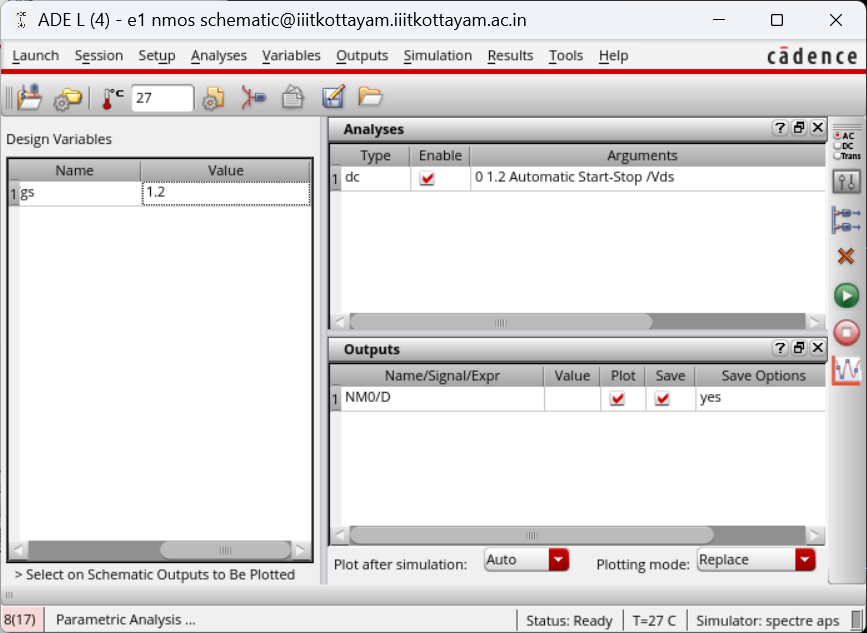 ADE L (4) - e1 nmos schematic@iiitkottayam.iiitkottayam.ac.in
Launch Session Setup Analyses Variables Outputs Simulation Results Tools Help
cādence
°C 27
Design Variables
Name Value
1 gs 1.2
Analyses
Type Enable Arguments
1 dc 0 1.2 Automatic Start-Stop /Vds
AC
DC
Trans
Outputs
Name/Signal/Expr Value Plot Save Save Options
1 NM0/D yes
Plot after simulation: Auto Plotting mode: Replace
> Select on Schematic Outputs to Be Plotted
8(17) Parametric Analysis ... Status: Ready T=27 C Simulator: spectre aps